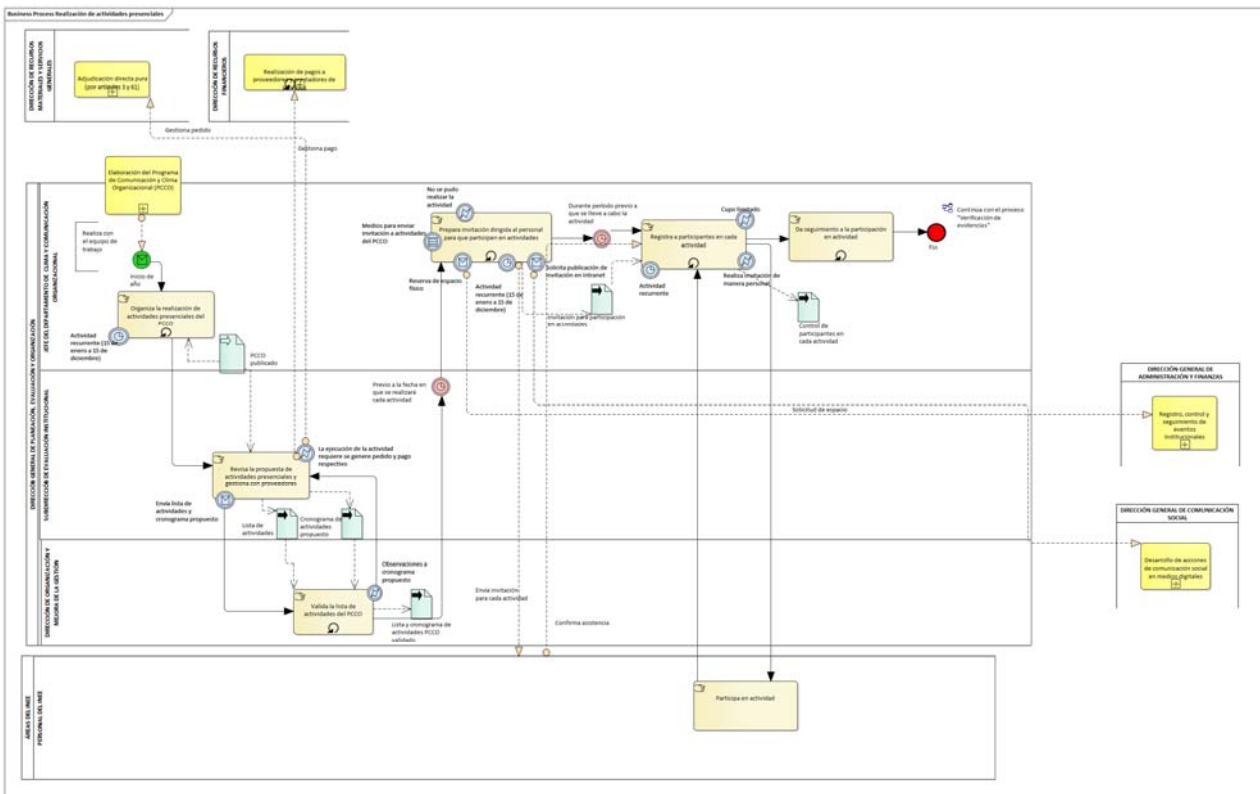 Business Process Realización de actividades presenciales
DIRECCIÓN DE RECURSOS
MATERIALES Y SERVICIOS
GENERALES
Adjudicación directa pura
(por artículos 3 y 61)
DIRECCIÓN DE RECURSOS
FINANCIEROS
Realización de pagos a
proveedores
de
Gestiona pedido
Gestiona pago
DIRECCIÓN GENERAL DE PLANEACIÓN, EVALUACIÓN Y ORGANIZACIÓN
JEFE DEL DEPARTAMENTO DE CLIMA Y COMUNICACIÓN
ORGANIZACIONAL
Elaboración del Programa
de Comunicación y Clima
Organizacional (PCCO)
Realiza con
el equipo de
trabajo
Inicio de
año
Organiza la realización de
actividades presenciales del
PCCO
Actividad
recurrente (15 de
enero a 15 de
diciembre)
PCCO
publicado
No se pudo
realizar la
actividad
Medios para enviar
invitación a actividades
del PCCO
Prepara invitación dirigida al personal
para que participen en actividades
Reserva de espacio
físico
Actividad
recurrente (15 de
enero a 15 de
diciembre)
Solicita publicación de
invitación en intranet
Durante período previo a
que se lleve a cabo la
actividad
Invitación para participación
en actividades
Registra a participantes en cada
actividad
Cupo limitado
Actividad
recurrente
Realiza invitación de
manera personal
Control de
participantes en
cada actividad
Da seguimiento a la participación
en actividad
Fin
Continua con el proceso
"Verificación de
evidencias"
SUBDIRECCIÓN DE EVALUACIÓN INSTITUCIONAL
Previo a la fecha en
que se realizará
cada actividad
Revisa la propuesta de
actividades presenciales y
gestiona con proveedores
La ejecución de la actividad
requiere se genere pedido y pago
respectivo
Envía lista de
actividades y
cronograma propuesto
Lista de
actividades
Cronograma de
actividades
propuesto
Solicitud de espacio
DIRECCIÓN DE ORGANIZACIÓN Y
MEJORA DE LA GESTIÓN
Observaciones a
cronograma
propuesto
Valida la lista de
actividades del PCCO
Lista y cronograma de
actividades PCCO
validado
Envía invitación
para cada actividad
Confirma asistencia
DIRECCIÓN GENERAL DE
ADMINISTRACIÓN Y FINANZAS
Registro, control y
seguimiento de
eventos
institucionales
DIRECCIÓN GENERAL DE COMUNICACIÓN
SOCIAL
Desarrollo de acciones
de comunicación social
en medios digitales
ÁREAS DEL INEE
PERSONAL DEL INEE
Participa en actividad